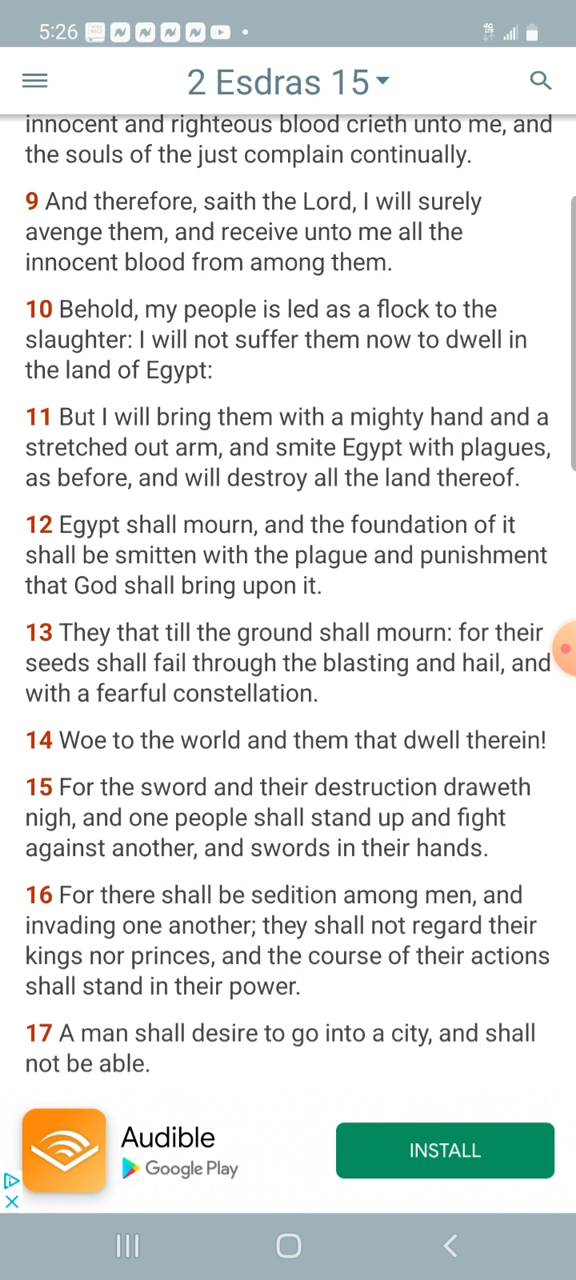 5:26
4G
2 Esdras 15
innocent and righteous blood crieth unto me, and
the souls of the just complain continually.
9 And therefore, saith the Lord, I will surely
avenge them, and receive unto me all the
innocent blood from among them.
10 Behold, my people is led as a flock to the
slaughter: I will not suffer them now to dwell in
the land of Egypt:
11 But I will bring them with a mighty hand and a
stretched out arm, and smite Egypt with plagues,
as before, and will destroy all the land thereof.
12 Egypt shall mourn, and the foundation of it
shall be smitten with the plague and punishment
that God shall bring upon it.
13 They that till the ground shall mourn: for their
seeds shall fail through the blasting and hail, and
with a fearful constellation.
14 Woe to the world and them that dwell therein!
15 For the sword and their destruction draweth
nigh, and one people shall stand up and fight
against another, and swords in their hands.
16 For there shall be sedition among men, and
invading one another; they shall not regard their
kings nor princes, and the course of their actions
shall stand in their power.
17 A man shall desire to go into a city, and shall
not be able.
Audible
Google Play
INSTALL